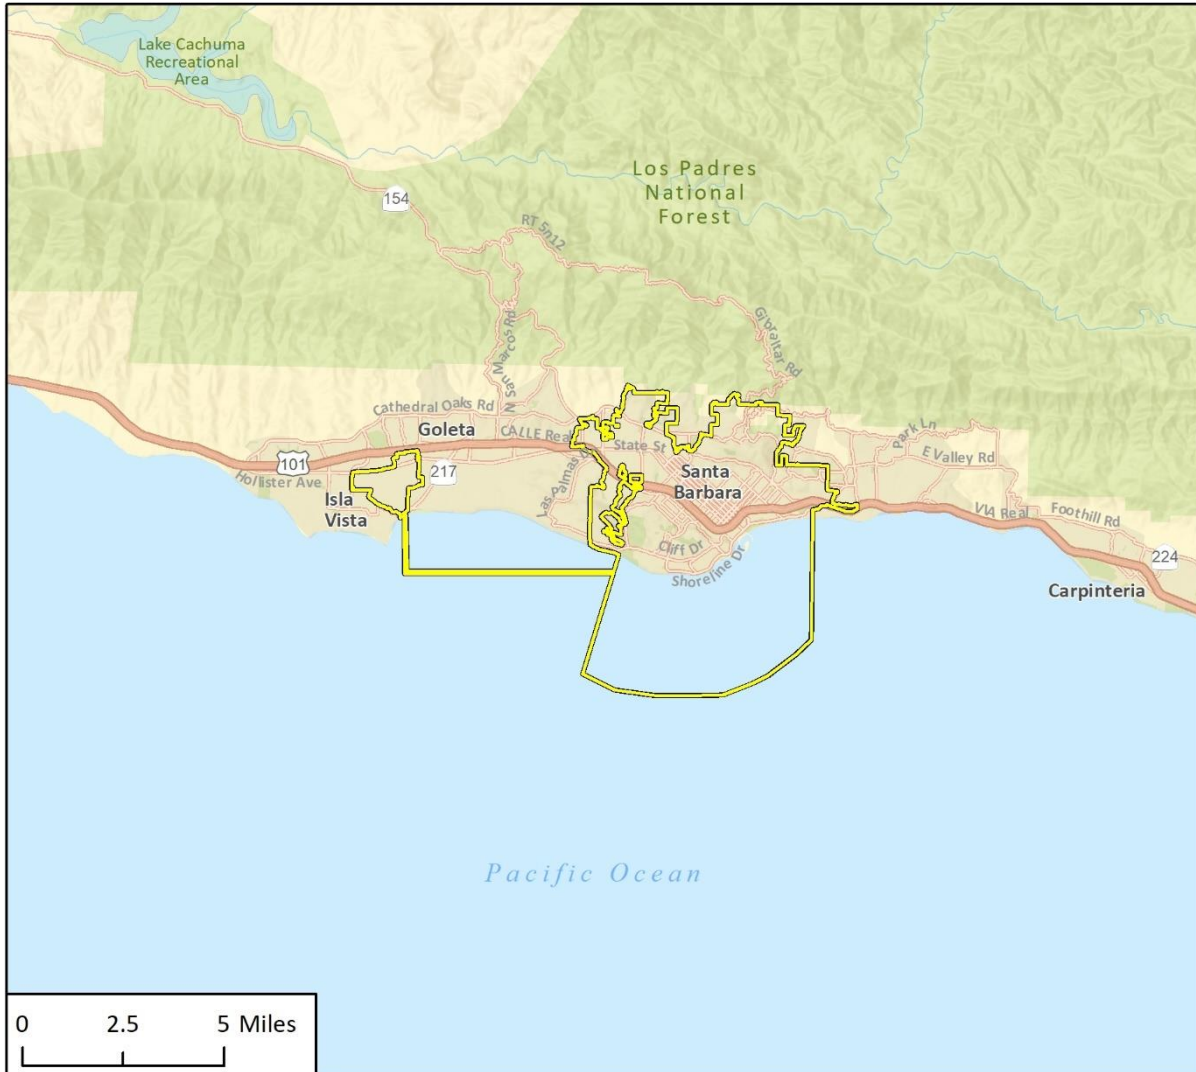 Lake Cachuma
Recreational
Area
Los Padres
National
Forest
154
RT 5n12
Gibraltar Rd
N San Marcos Rd
Cathedral Oaks Rd
Goleta
CALLE Real
State St
Park Ln
E Valley Rd
101
217
Hollister Ave
Las Palmas Dr
Santa
Barbara
Isla
Vista
VIA Real
Foothill Rd
Cliff Dr
Shoreline Dr
224
Carpinteria
Pacific Ocean
0 2.5 5 Miles